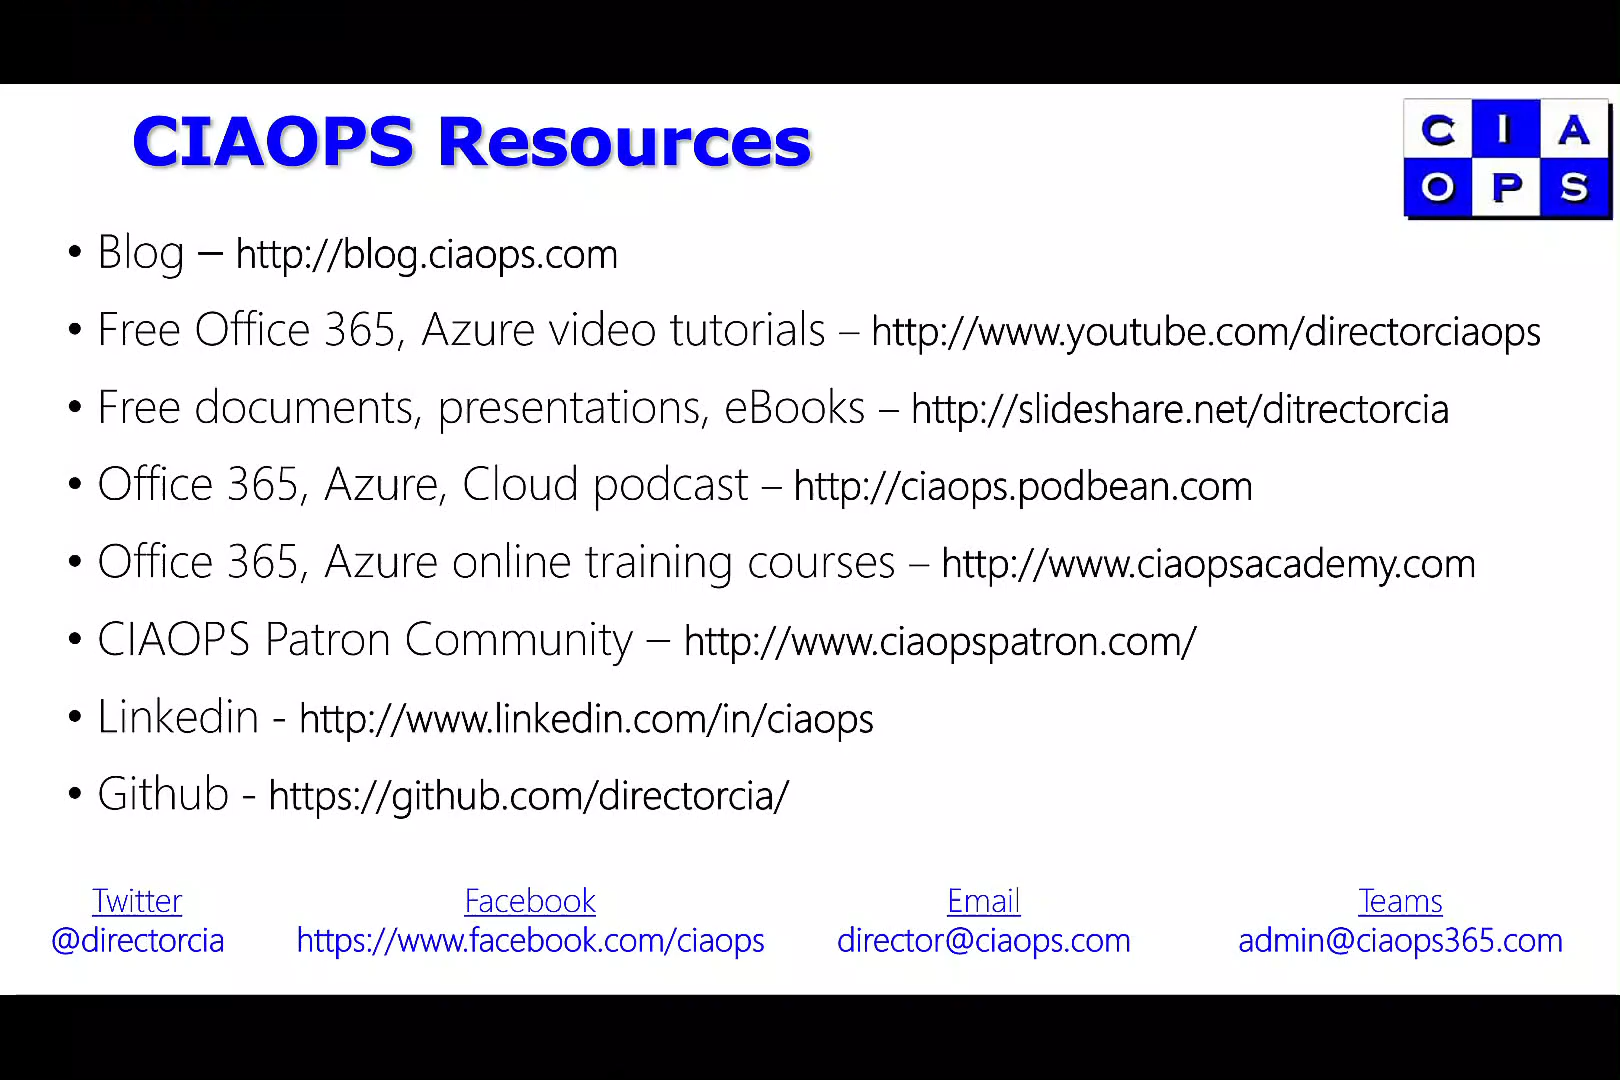 CIAOPS Resources
C I A
O P S
• Blog – http://blog.ciaops.com
• Free Office 365, Azure video tutorials – http://www.youtube.com/directorciaops
• Free documents, presentations, eBooks – http://slideshare.net/ditrectorcia
• Office 365, Azure, Cloud podcast – http://ciaops.podbean.com
• Office 365, Azure online training courses – http://www.ciaopsacademy.com
• CIAOPS Patron Community – http://www.ciaopspatron.com/
• Linkedin - http://www.linkedin.com/in/ciaops
• Github - https://github.com/directorcia/
Twitter
@directorcia
Facebook
https://www.facebook.com/ciaops
Email
director@ciaops.com
Teams
admin@ciaops365.com